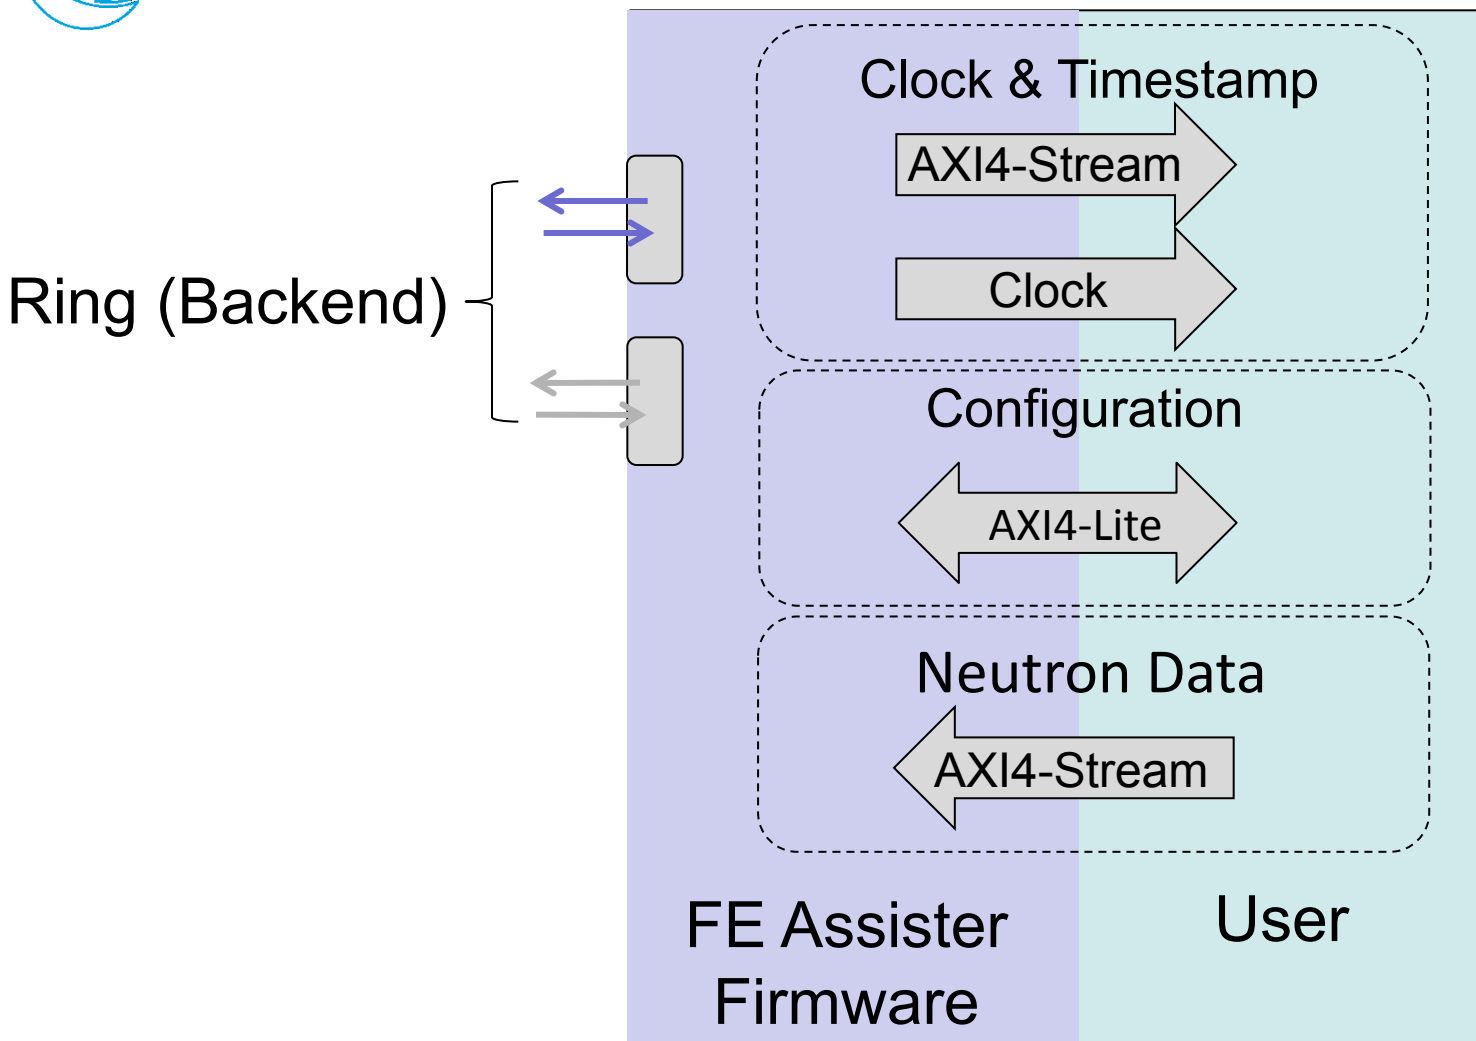 Clock & Timestamp
AXI4-Stream
Clock
Ring (Backend)
Configuration
AXI4-Lite
Neutron Data
AXI4-Stream
FE Assister
Firmware
User